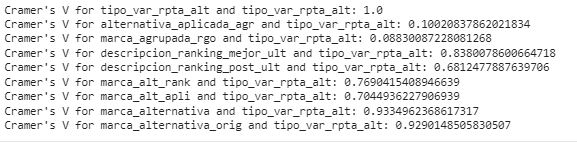 Cramer's V for tipo_var_rpta_alt and tipo_var_rpta_alt: 1.0
Cramer's V for alternativa_aplicada_agr and tipo_var_rpta_alt: 0.10020837862021834
Cramer's V for marca_agrupada_rgo and tipo_var_rpta_alt: 0.08830087228081268
Cramer's V for descripcion_ranking_mejor_ult and tipo_var_rpta_alt: 0.8380078600664718
Cramer's V for descripcion_ranking_post_ult and tipo_var_rpta_alt: 0.6812477887639706
Cramer's V for marca_alt_rank and tipo_var_rpta_alt: 0.7690415408946639
Cramer's V for marca_alt_apli and tipo_var_rpta_alt: 0.7044936227906939
Cramer's V for marca_alternativa and tipo_var_rpta_alt: 0.9334962368617317
Cramer's V for marca_alternativa_orig and tipo_var_rpta_alt: 0.9290148505830507